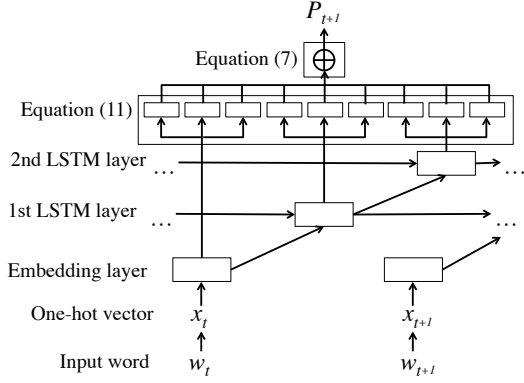 P_{t+1}
Equation (7)
Equation (11)
2nd LSTM layer ... ...
1st LSTM layer ... ...
Embedding layer
One-hot vector x_t x_{t+1}
Input word w_t w_{t+1}